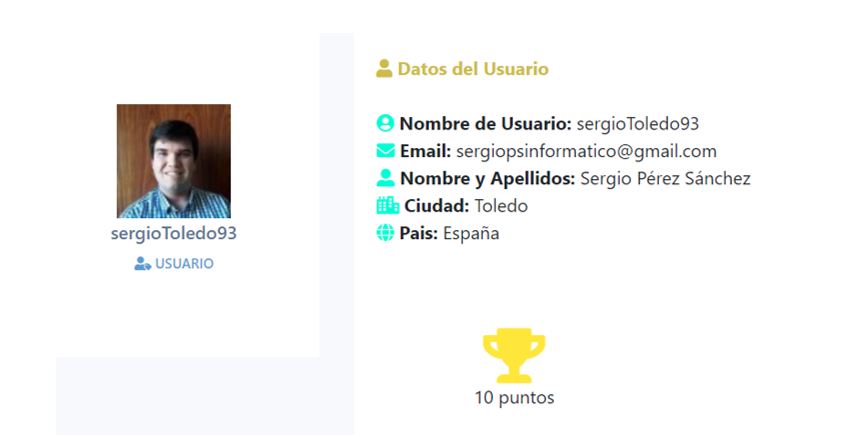 sergioToledo93
USUARIO
Datos del Usuario
Nombre de Usuario: sergioToledo93
Email: sergiopsinformatico@gmail.com
Nombre y Apellidos: Sergio Pérez Sánchez
Ciudad: Toledo
Pais: España
10 puntos